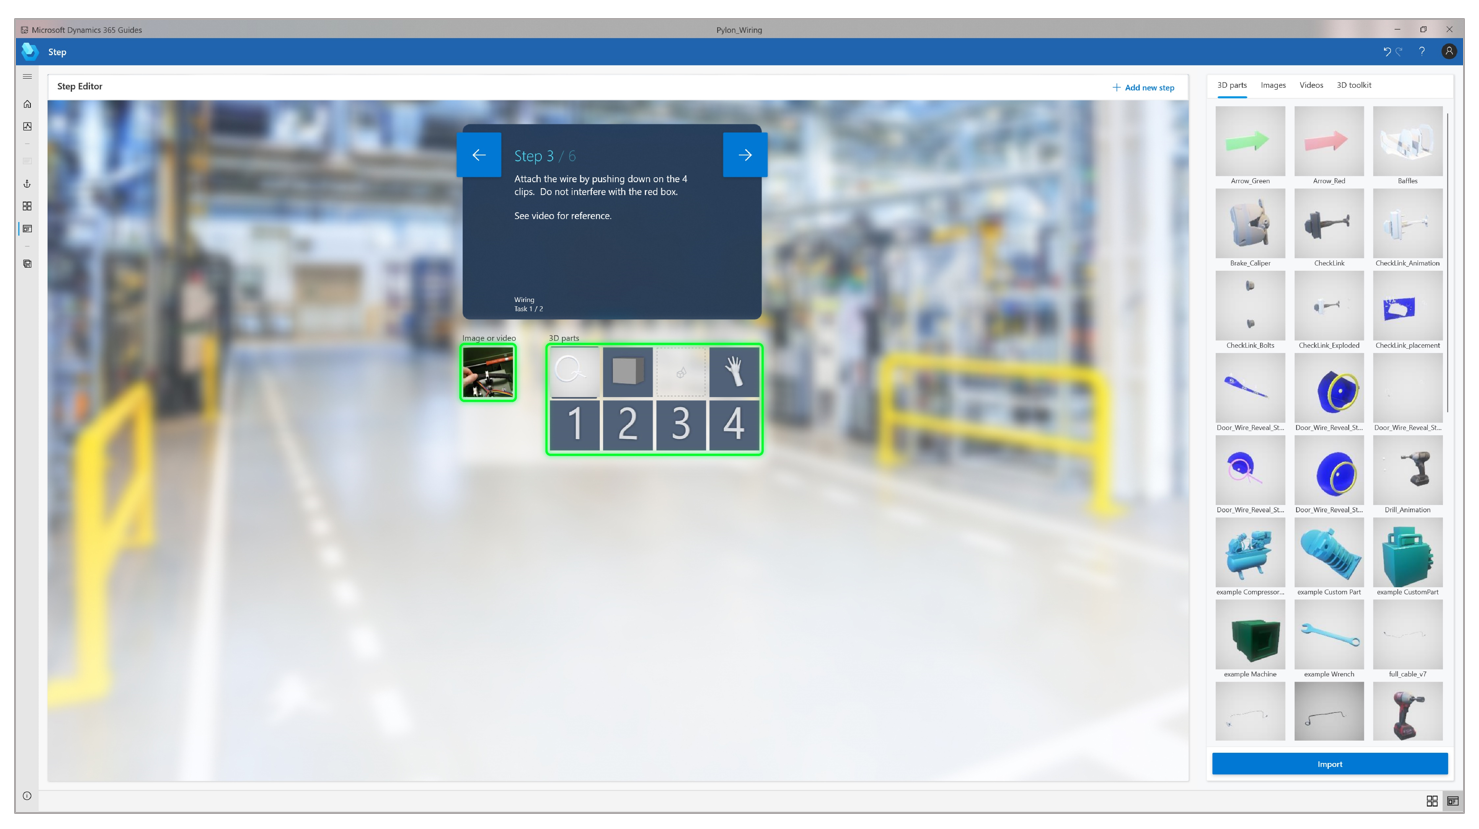 Microsoft Dynamics 365 Guides
Pylon_Wiring
Step
Step Editor
Add new step
Step 3 / 6
Attach the wire by pushing down on the 4
clips. Do not interfere with the red box.
See video for reference.
Wiring
Task 1 / 2
Image or video
3D parts
1 2 3 4
3D parts Images Videos 3D toolkit
Arrow_Green Arrow_Red Baffles
Brake_Caliper CheckLink CheckLink_Animation
CheckLink_Bolts CheckLink_Exploded CheckLink_placement
Door_Wire_Reveal_St... Door_Wire_Reveal_St... Door_Wire_Reveal_St...
Door_Wire_Reveal_St... Door_Wire_Reveal_St... Drill_Animation
example Compressor... example Custom Part example CustomPart
example Machine example Wrench full_cable_v7
Import